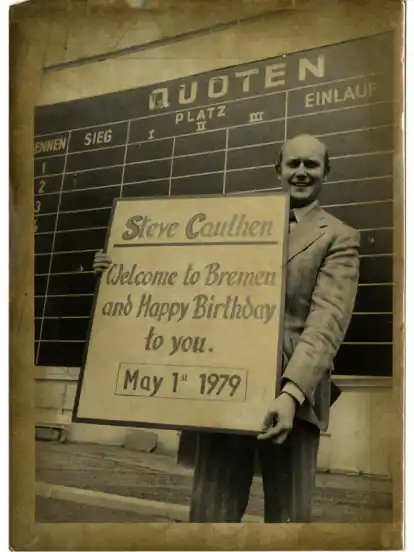 QUOTEN
PLATZ
ENNEN SIEG I II III EINLAUF
1
2
3
Steve Cauthen
Welcome to Bremen
and Happy Birthday
to you.
May 1st 1979